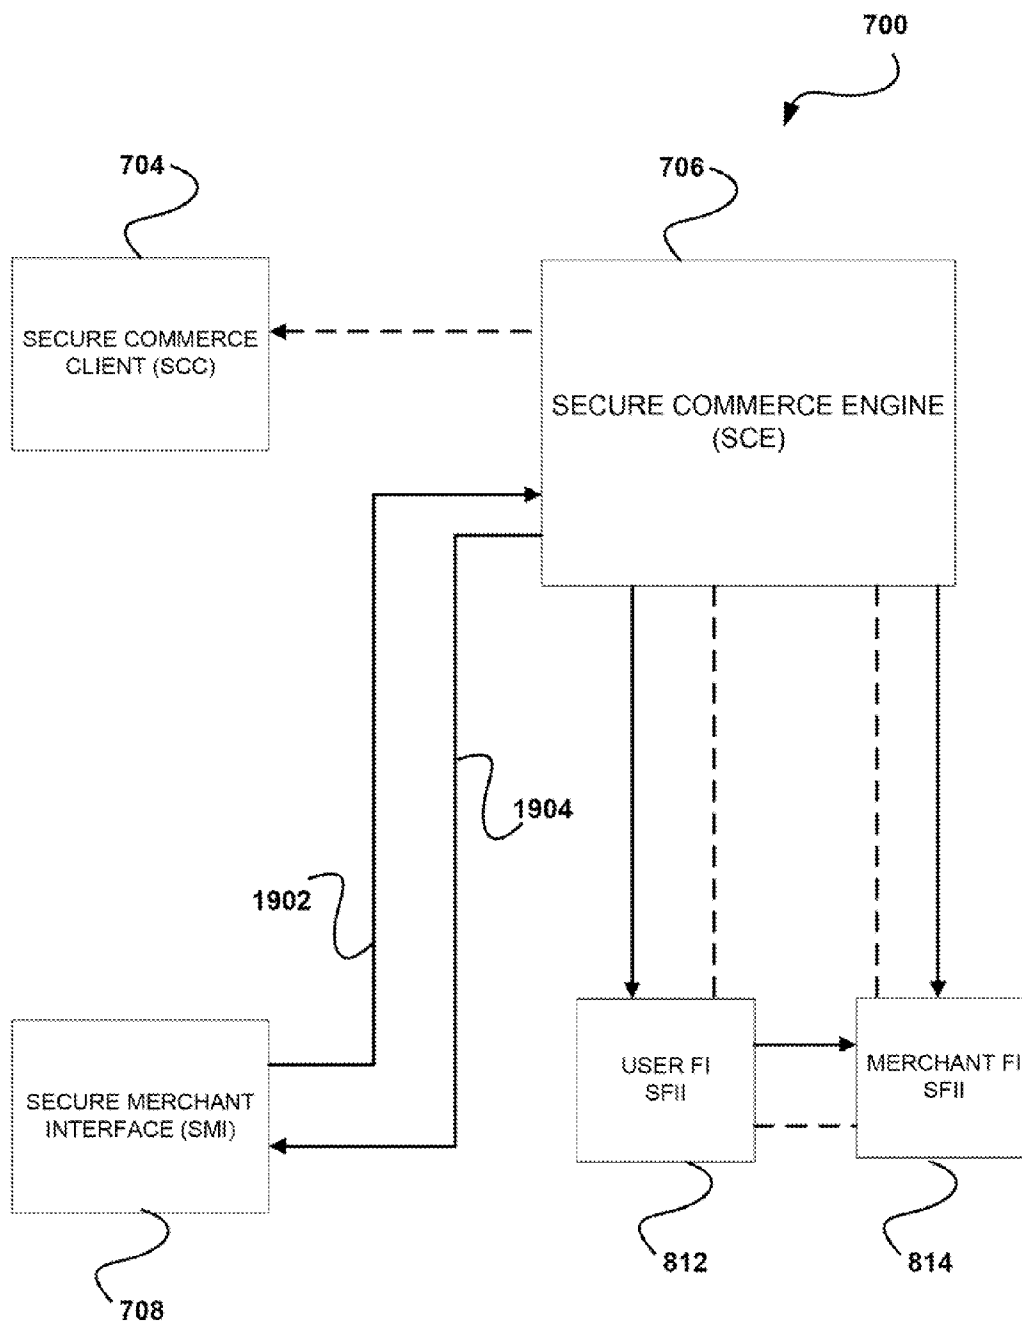 700
704
706
SECURE COMMERCE
CLIENT (SCC)
SECURE COMMERCE ENGINE
(SCE)
1904
1902
USER FI
SFII
MERCHANT FI
SFII
SECURE MERCHANT
INTERFACE (SMI)
812
814
708